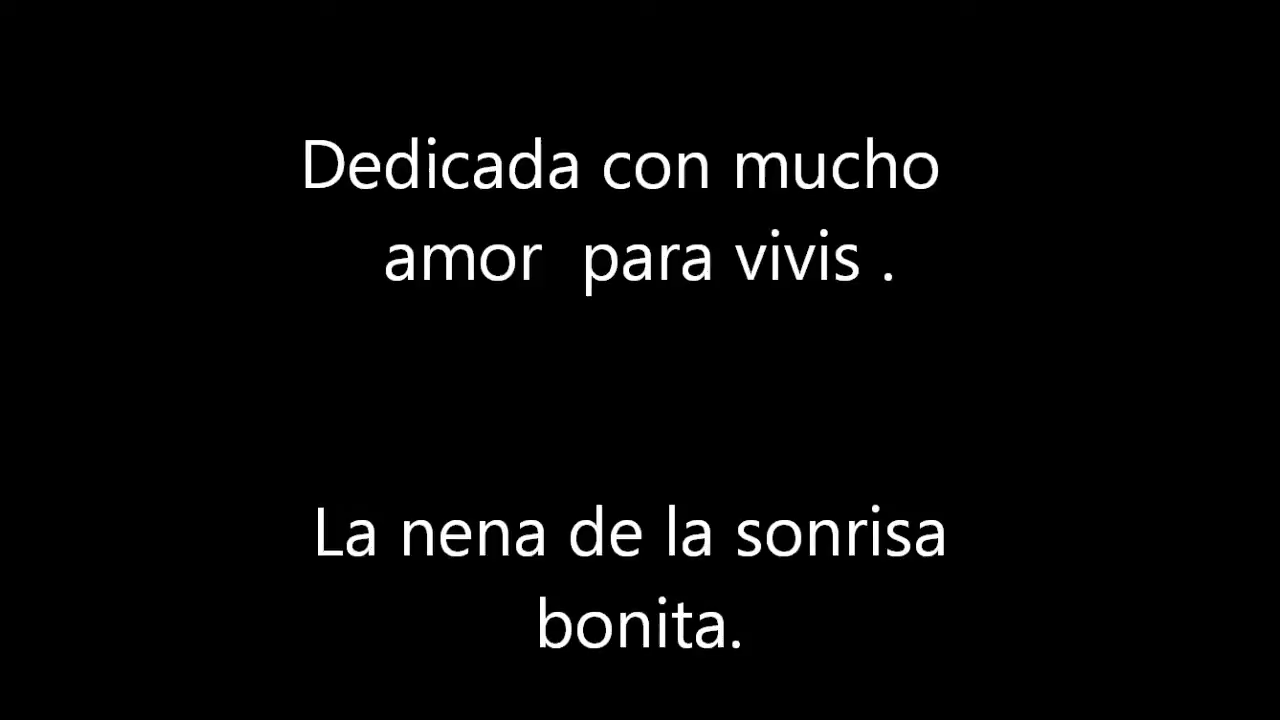 Dedicada con mucho
amor  para vivis .
La nena de la sonrisa
bonita.